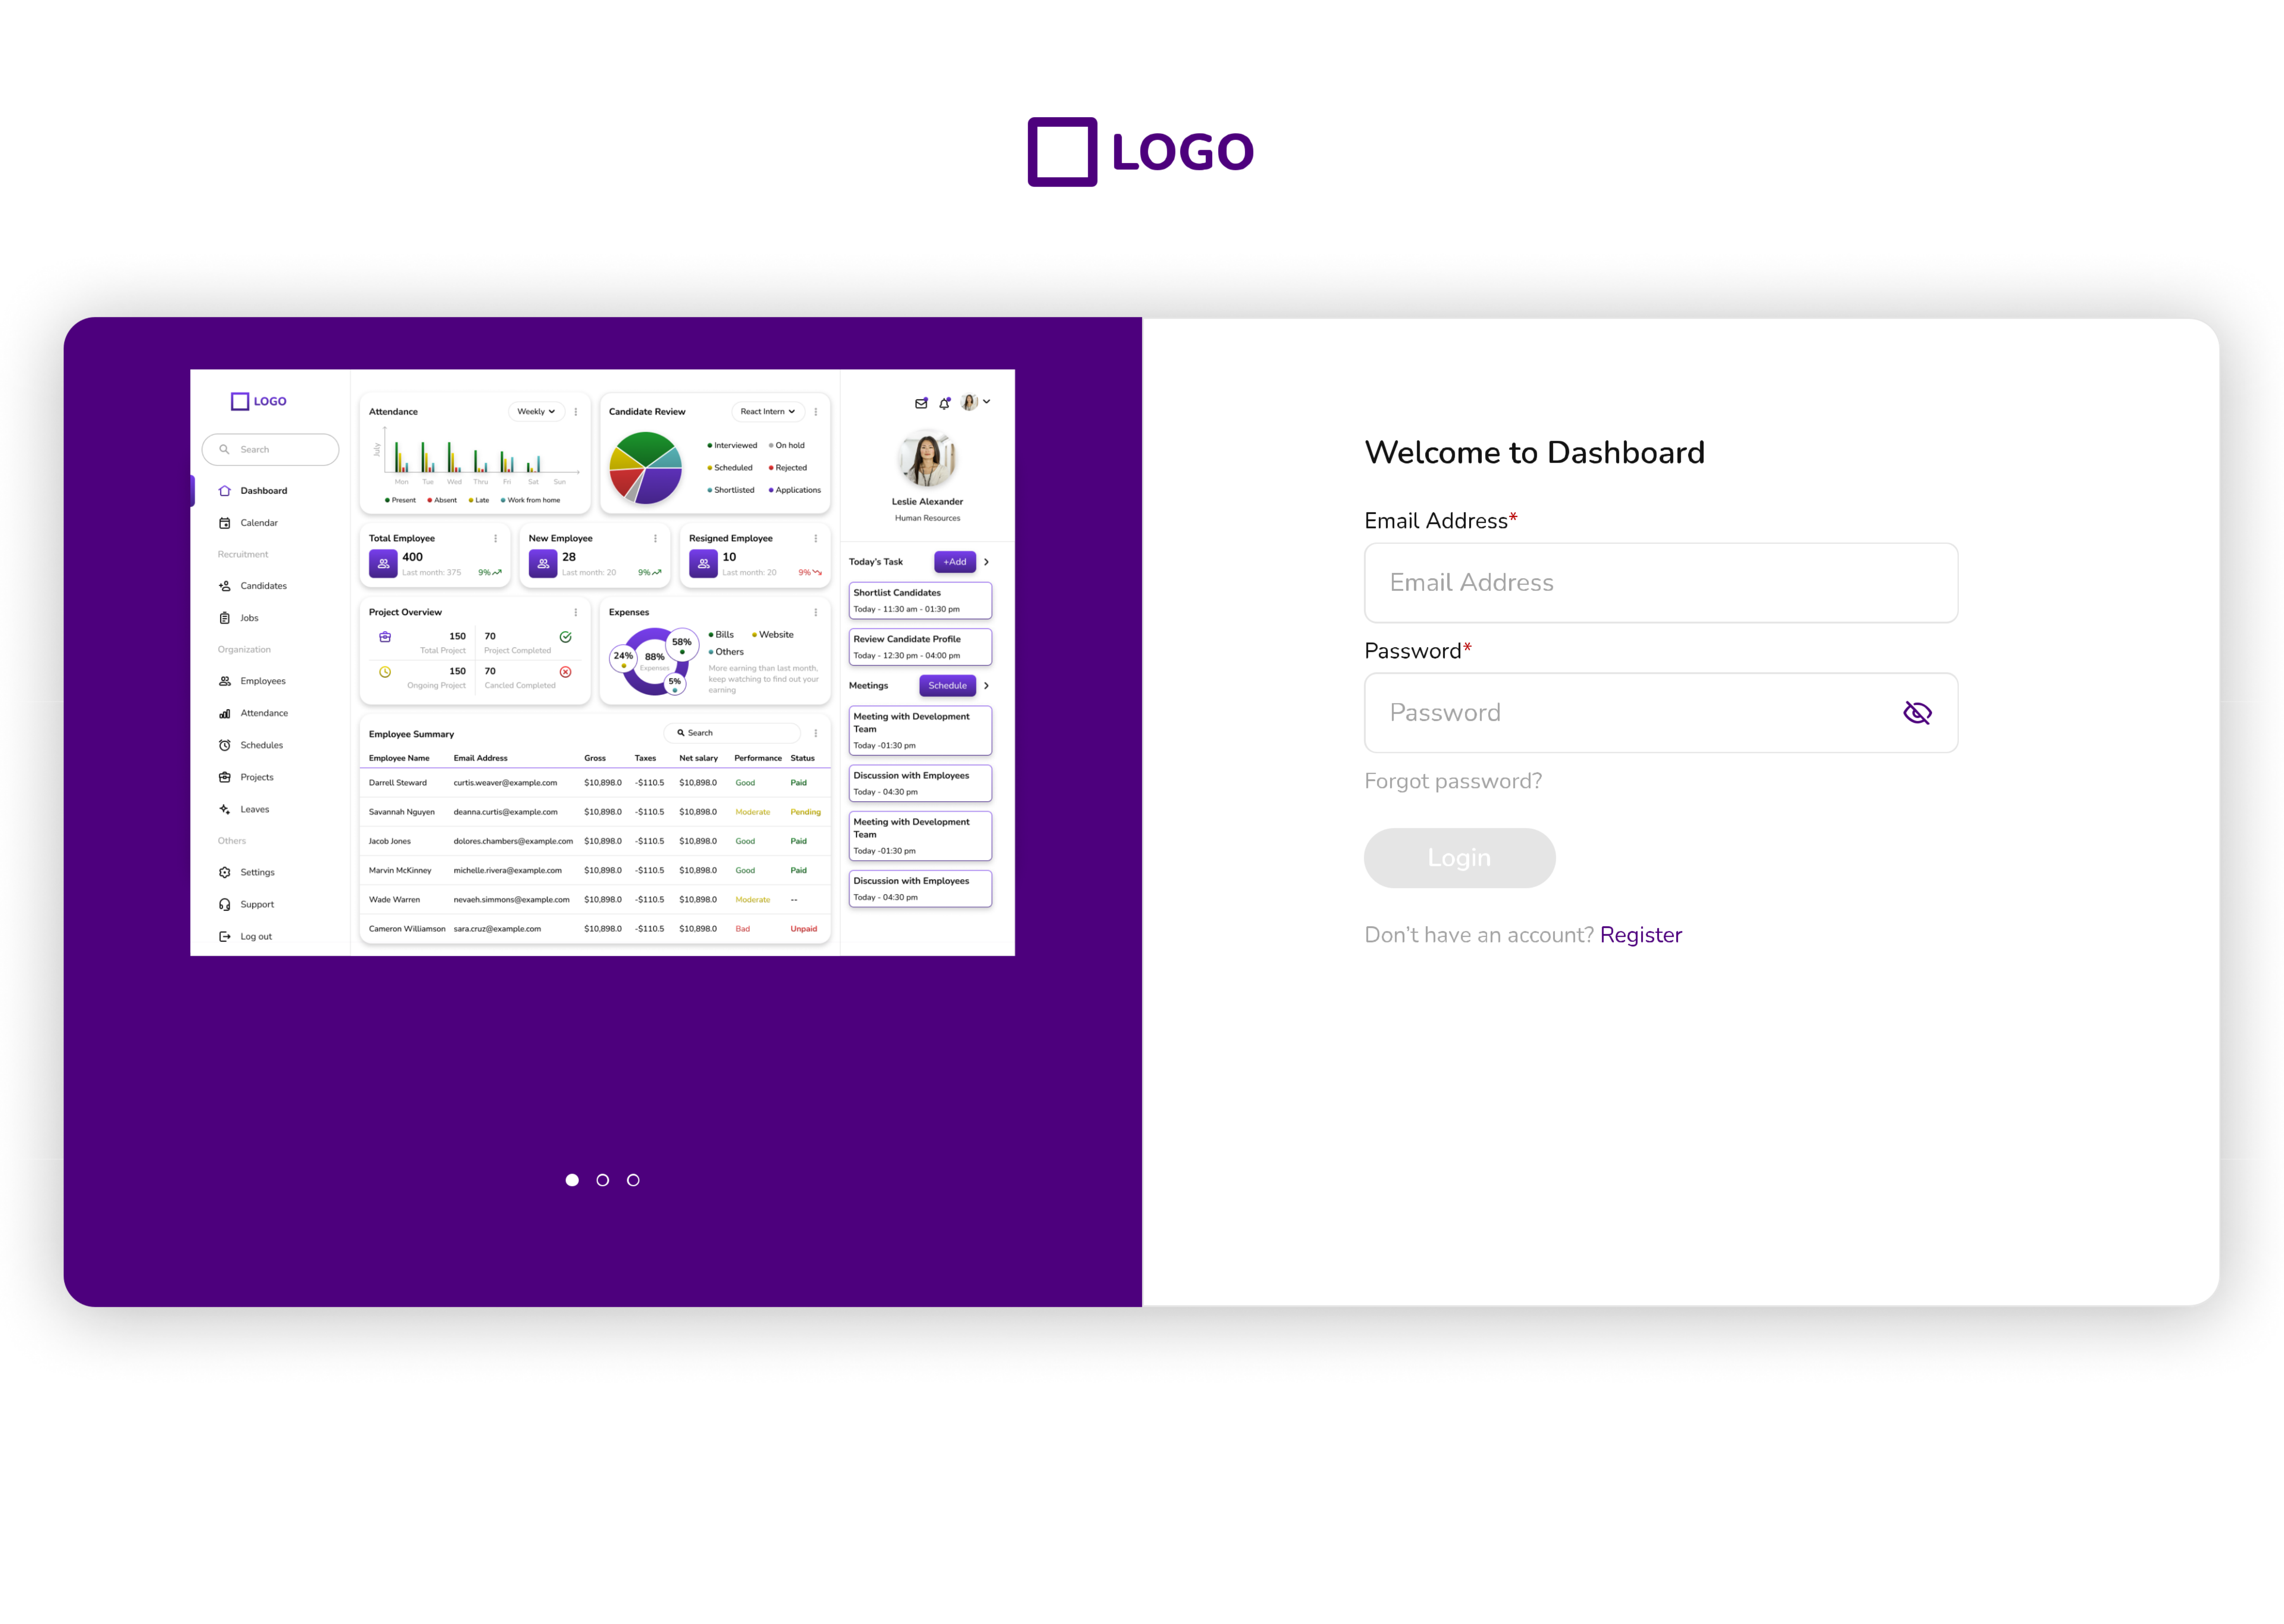 LOGO
LOGO
Search
Dashboard
Calendar
Recruitment
Candidates
Jobs
Organization
Employees
Attendance
Schedules
Projects
Leaves
Others
Settings
Support
Log out
Attendance
Weekly
July
Mon Tue Wed Thru Fri Sat Sun
Present Absent Late Work from home
Candidate Review
React Intern
Interviewed On hold
Scheduled Rejected
Shortlisted Applications
Total Employee
400
Last month: 375 9%
New Employee
28
Last month: 20 9%
Resigned Employee
10
Last month: 20 9%
Project Overview
150
Total Project
70
Project Completed
150
Ongoing Project
70
Cancled Completed
Expenses
58%
24%
88%
Expenses
5%
Bills Website
Others
More earning than last month,
keep watching to find out your
earning
Employee Summary
Search
Employee Name Email Address Gross Taxes Net salary Performance Status
Darrell Steward curtis.weaver@example.com $10,898.0 -$110.5 $10,898.0 Good Paid
Savannah Nguyen deanna.curtis@example.com $10,898.0 -$110.5 $10,898.0 Moderate Pending
Jacob Jones dolores.chambers@example.com $10,898.0 -$110.5 $10,898.0 Good Paid
Marvin McKinney michelle.rivera@example.com $10,898.0 -$110.5 $10,898.0 Good Paid
Wade Warren nevaeh.simmons@example.com $10,898.0 -$110.5 $10,898.0 Moderate --
Cameron Williamson sara.cruz@example.com $10,898.0 -$110.5 $10,898.0 Bad Unpaid
Leslie Alexander
Human Resources
Today's Task
+Add
Shortlist Candidates
Today - 11:30 am - 01:30 pm
Review Candidate Profile
Today - 12:30 pm - 04:00 pm
Meetings
Schedule
Meeting with Development
Team
Today -01:30 pm
Discussion with Employees
Today - 04:30 pm
Meeting with Development
Team
Today -01:30 pm
Discussion with Employees
Today - 04:30 pm
Welcome to Dashboard
Email Address*
Email Address
Password*
Password
Forgot password?
Login
Don't have an account? Register